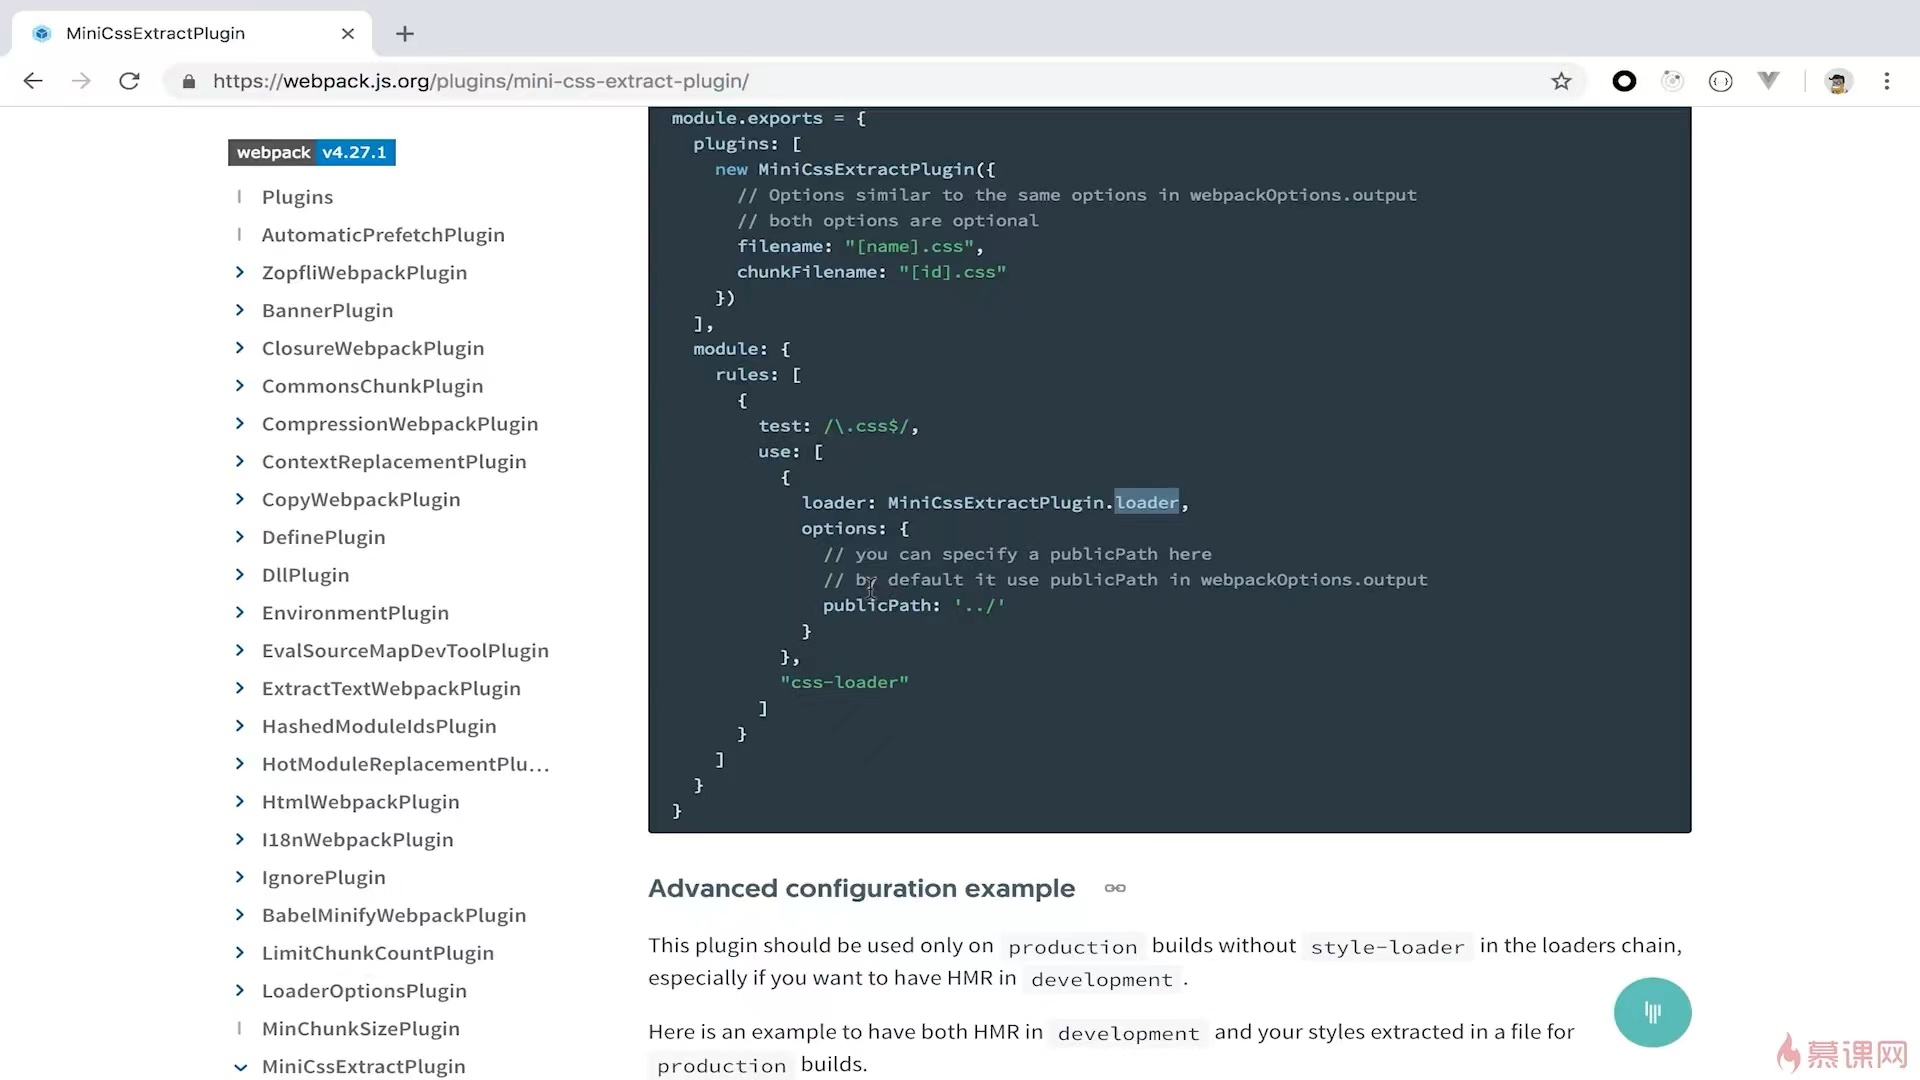 MiniCssExtractPlugin
https://webpack.js.org/plugins/mini-css-extract-plugin/
webpack v4.27.1
Plugins
AutomaticPrefetchPlugin
ZopfliWebpackPlugin
BannerPlugin
ClosureWebpackPlugin
CommonsChunkPlugin
CompressionWebpackPlugin
ContextReplacementPlugin
CopyWebpackPlugin
DefinePlugin
DllPlugin
EnvironmentPlugin
EvalSourceMapDevToolPlugin
ExtractTextWebpackPlugin
HashedModuleIdsPlugin
HotModuleReplacementPlu...
HtmlWebpackPlugin
I18nWebpackPlugin
IgnorePlugin
BabelMinifyWebpackPlugin
LimitChunkCountPlugin
LoaderOptionsPlugin
MinChunkSizePlugin
MiniCssExtractPlugin
module.exports = {
plugins: [
new MiniCssExtractPlugin({
// Options similar to the same options in webpackOptions.output
// both options are optional
filename: "[name].css",
chunkFilename: "[id].css"
})
],
module: {
rules: [
{
test: /\.css$/,
use: [
{
loader: MiniCssExtractPlugin.loader,
options: {
// you can specify a publicPath here
// by default it use publicPath in webpackOptions.output
publicPath: '../'
}
},
"css-loader"
]
}
]
}
}
Advanced configuration example
This plugin should be used only on production builds without style-loader in the loaders chain,
especially if you want to have HMR in development .
Here is an example to have both HMR in development and your styles extracted in a file for
production builds.
慕课网